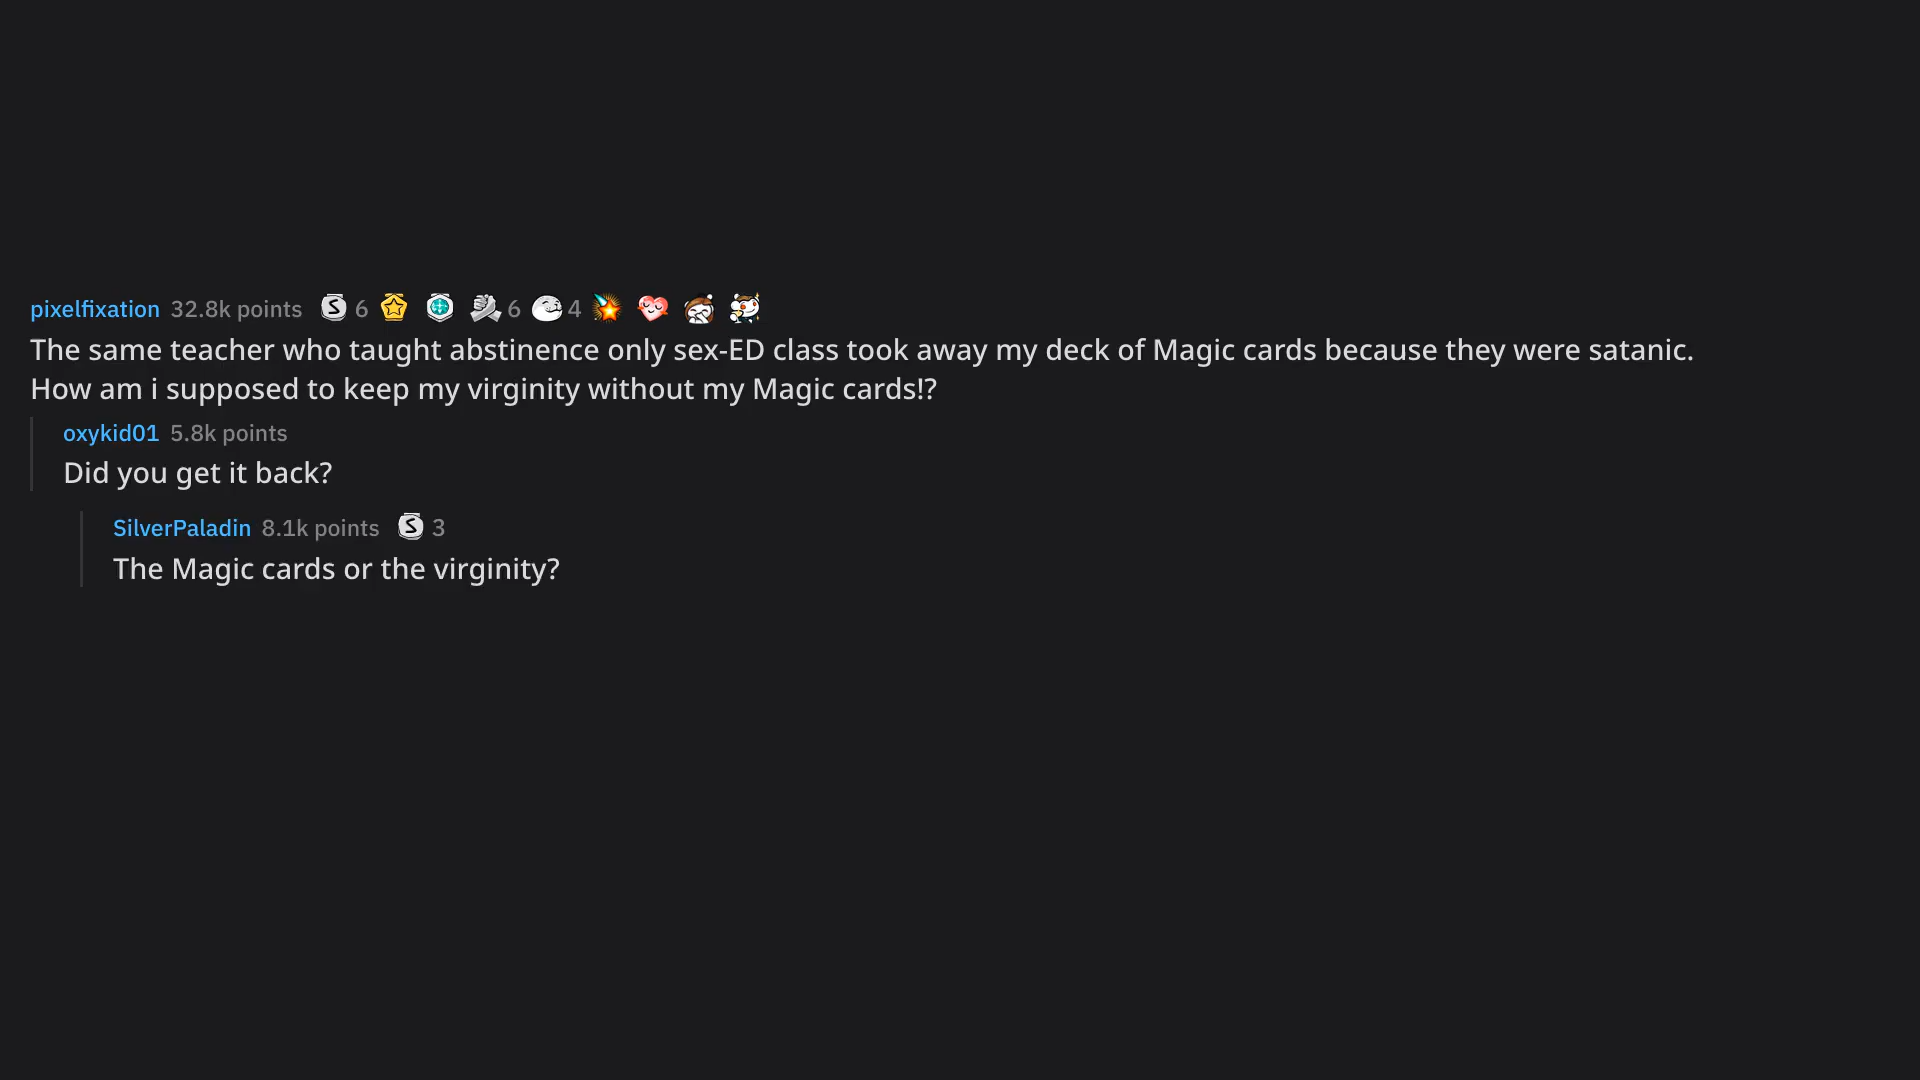 pixelfixation 32.8k points S 6 6 4
The same teacher who taught abstinence only sex-ED class took away my deck of Magic cards because they were satanic.
How am i supposed to keep my virginity without my Magic cards!?
oxykid01 5.8k points
Did you get it back?
SilverPaladin 8.1k points S 3
The Magic cards or the virginity?